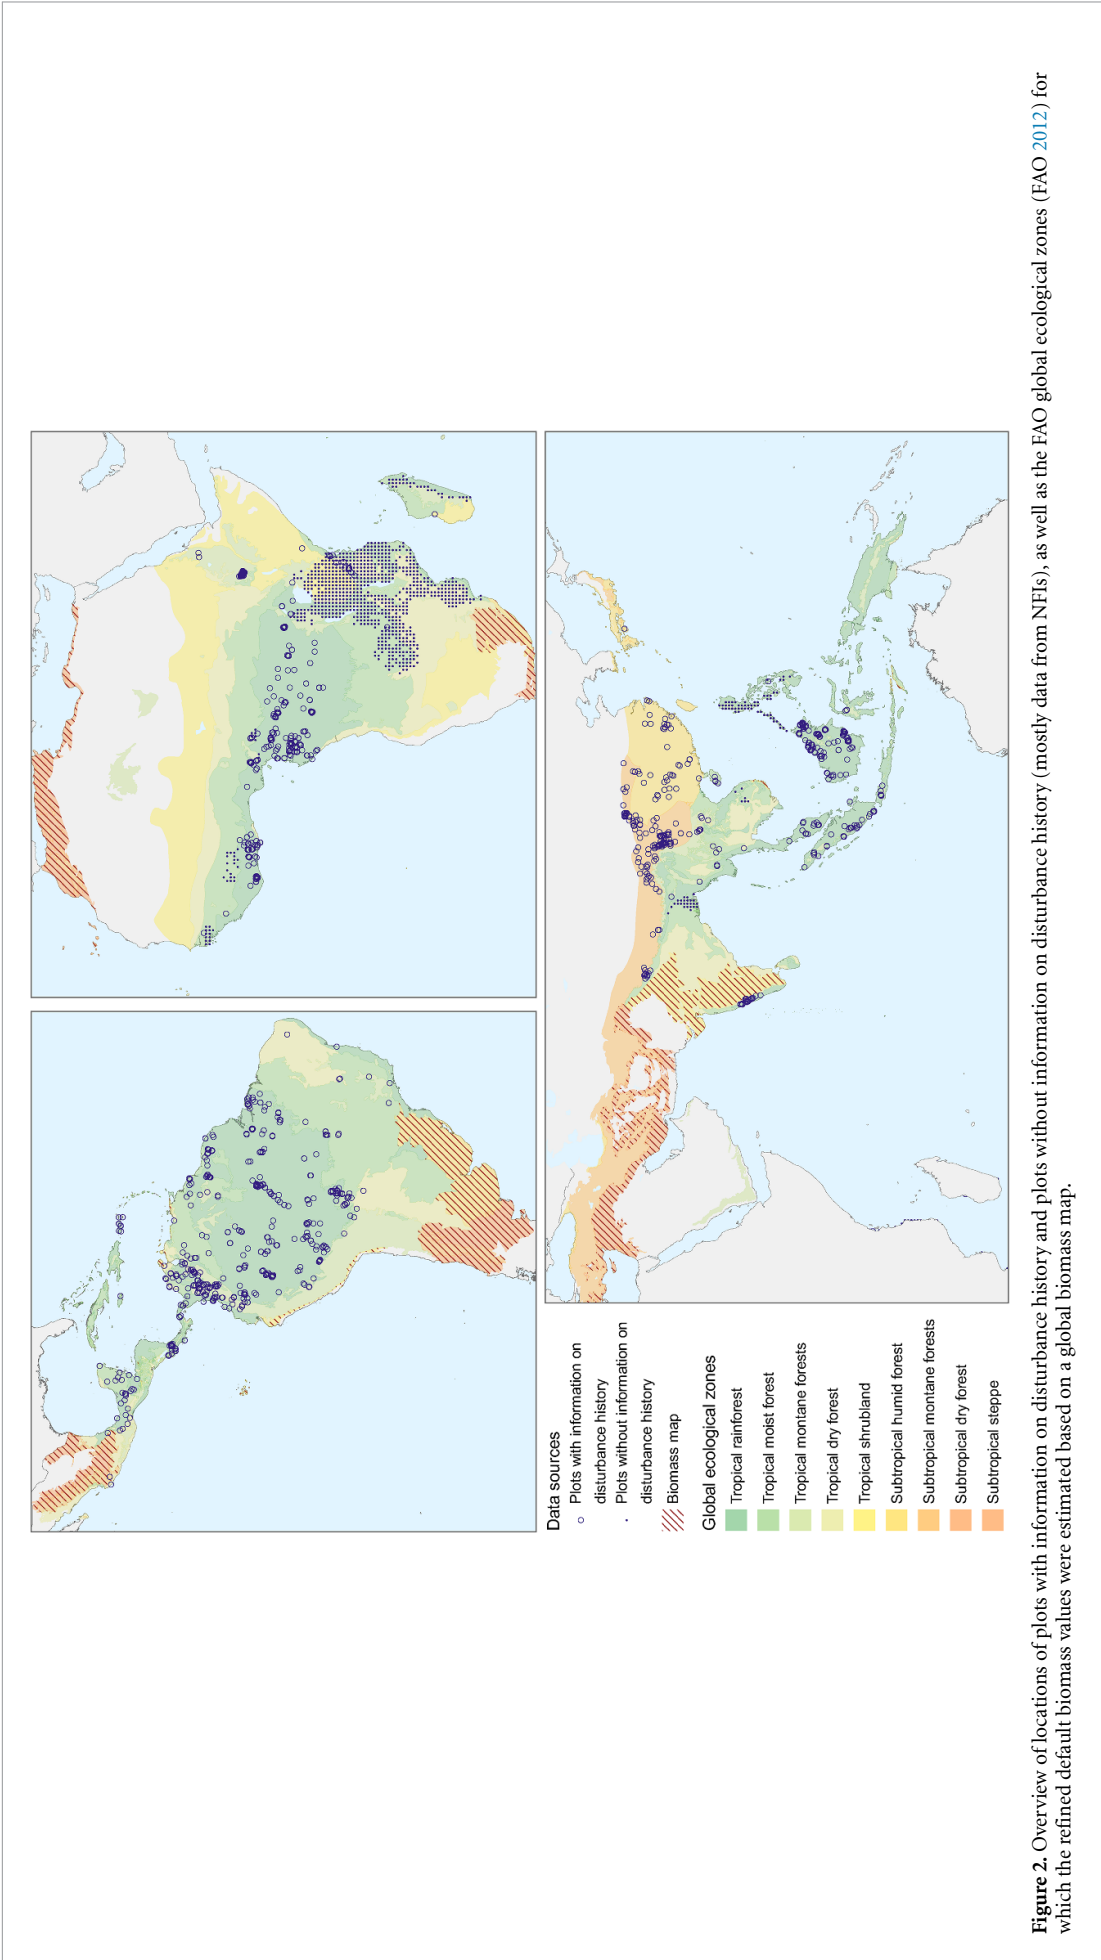 Data sources
Plots with information on
disturbance history
Plots without information on
disturbance history
Biomass map
Global ecological zones
Tropical rainforest
Tropical moist forest
Tropical montane forests
Tropical dry forest
Tropical shrubland
Subtropical humid forest
Subtropical montane forests
Subtropical dry forest
Subtropical steppe
Figure 2. Overview of locations of plots with information on disturbance history and plots without information on disturbance history (mostly data from NFIs), as well as the FAO global ecological zones (FAO 2012) for
which the refined default biomass values were estimated based on a global biomass map.